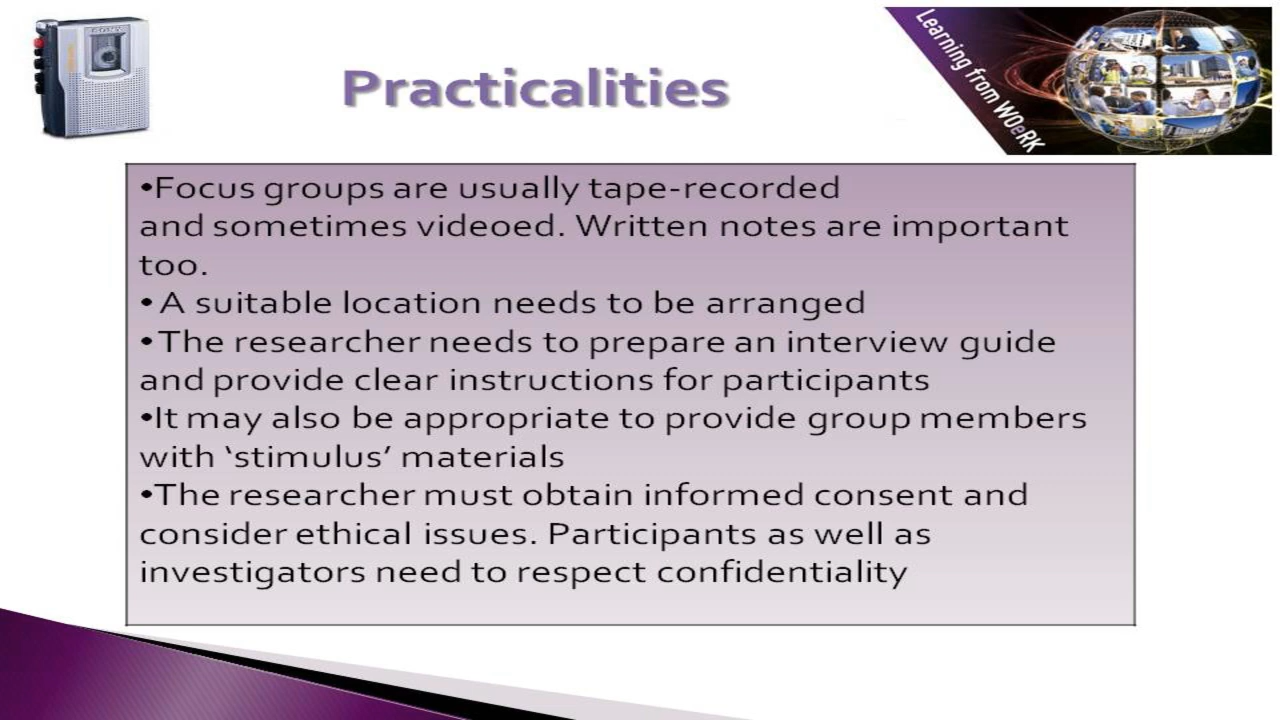 SONY
Practicalities
Learning from WOeRK
•Focus groups are usually tape-recorded
and sometimes videoed. Written notes are important
too.
• A suitable location needs to be arranged
• The researcher needs to prepare an interview guide
and provide clear instructions for participants
•It may also be appropriate to provide group members
with ‘stimulus’ materials
•The researcher must obtain informed consent and
consider ethical issues. Participants as well as
investigators need to respect confidentiality